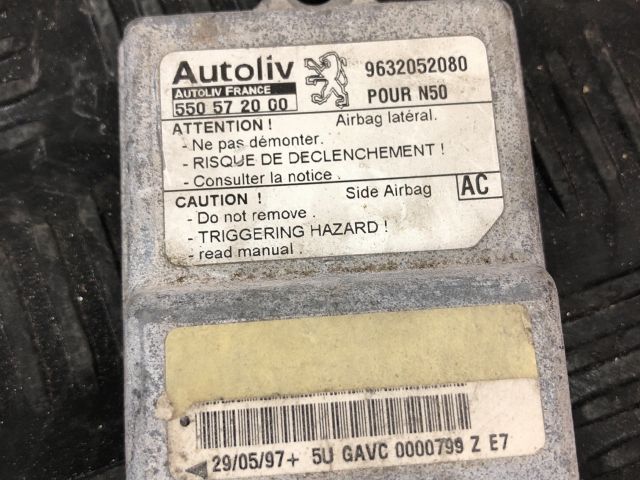 Autoliv 9632052080
AUTOLIV FRANCE
550 57 20 00 POUR N50
ATTENTION ! Airbag latéral.
- Ne pas démonter.
- RISQUE DE DECLENCHEMENT !
- Consulter la notice .
CAUTION ! Side Airbag AC
- Do not remove .
- TRIGGERING HAZARD !
- read manual .
29/05/97+ 5U GAVC 0000799 Z E7